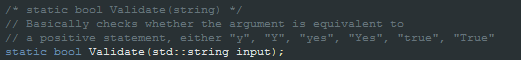 /* static bool Validate(string) */
// Basically checks whether the argument is equivalent to
// a positive statement, either "y", "Y", "yes", "Yes", "true", "True"
static bool Validate(std::string input);